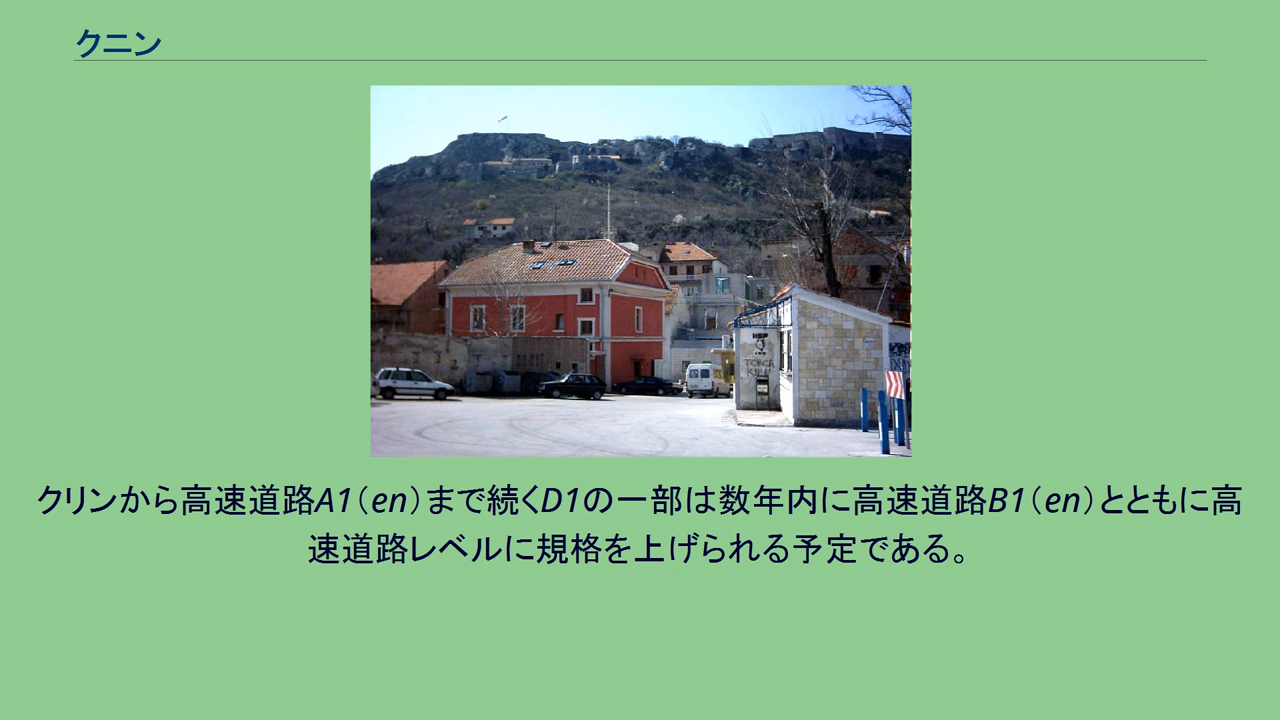 クニン
クリンから高速道路A1（en）まで続くD1の一部は数年内に高速道路B1（en）とともに高
速道路レベルに規格を上げられる予定である。